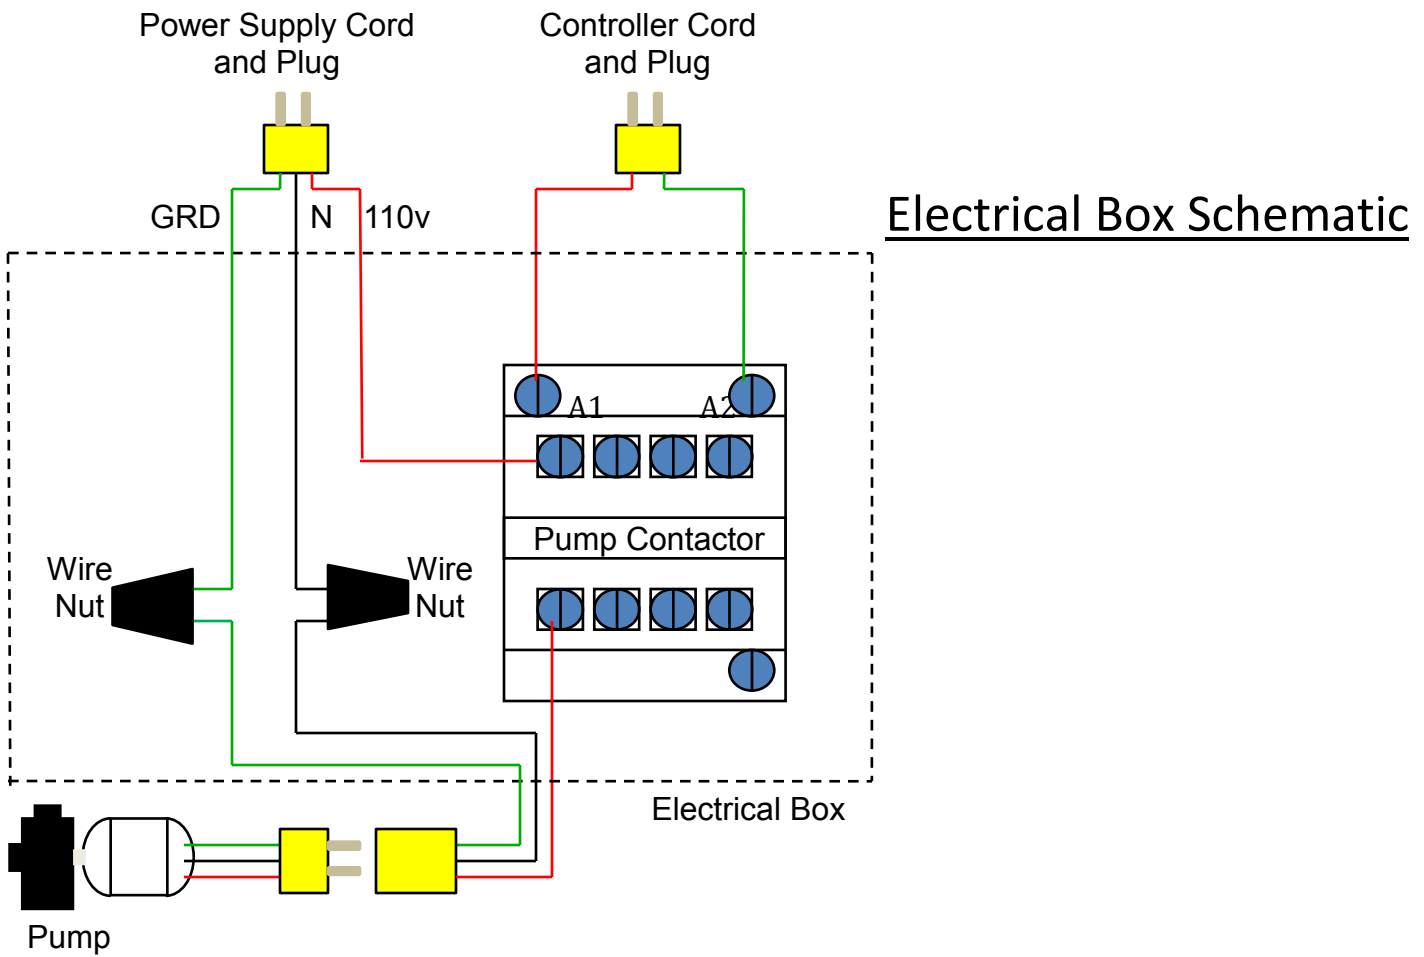 Power Supply Cord
and Plug
Controller Cord
and Plug
GRD
N
110v
Electrical Box Schematic
A1
A2
Pump Contactor
Wire
Nut
Wire
Nut
Electrical Box
Pump